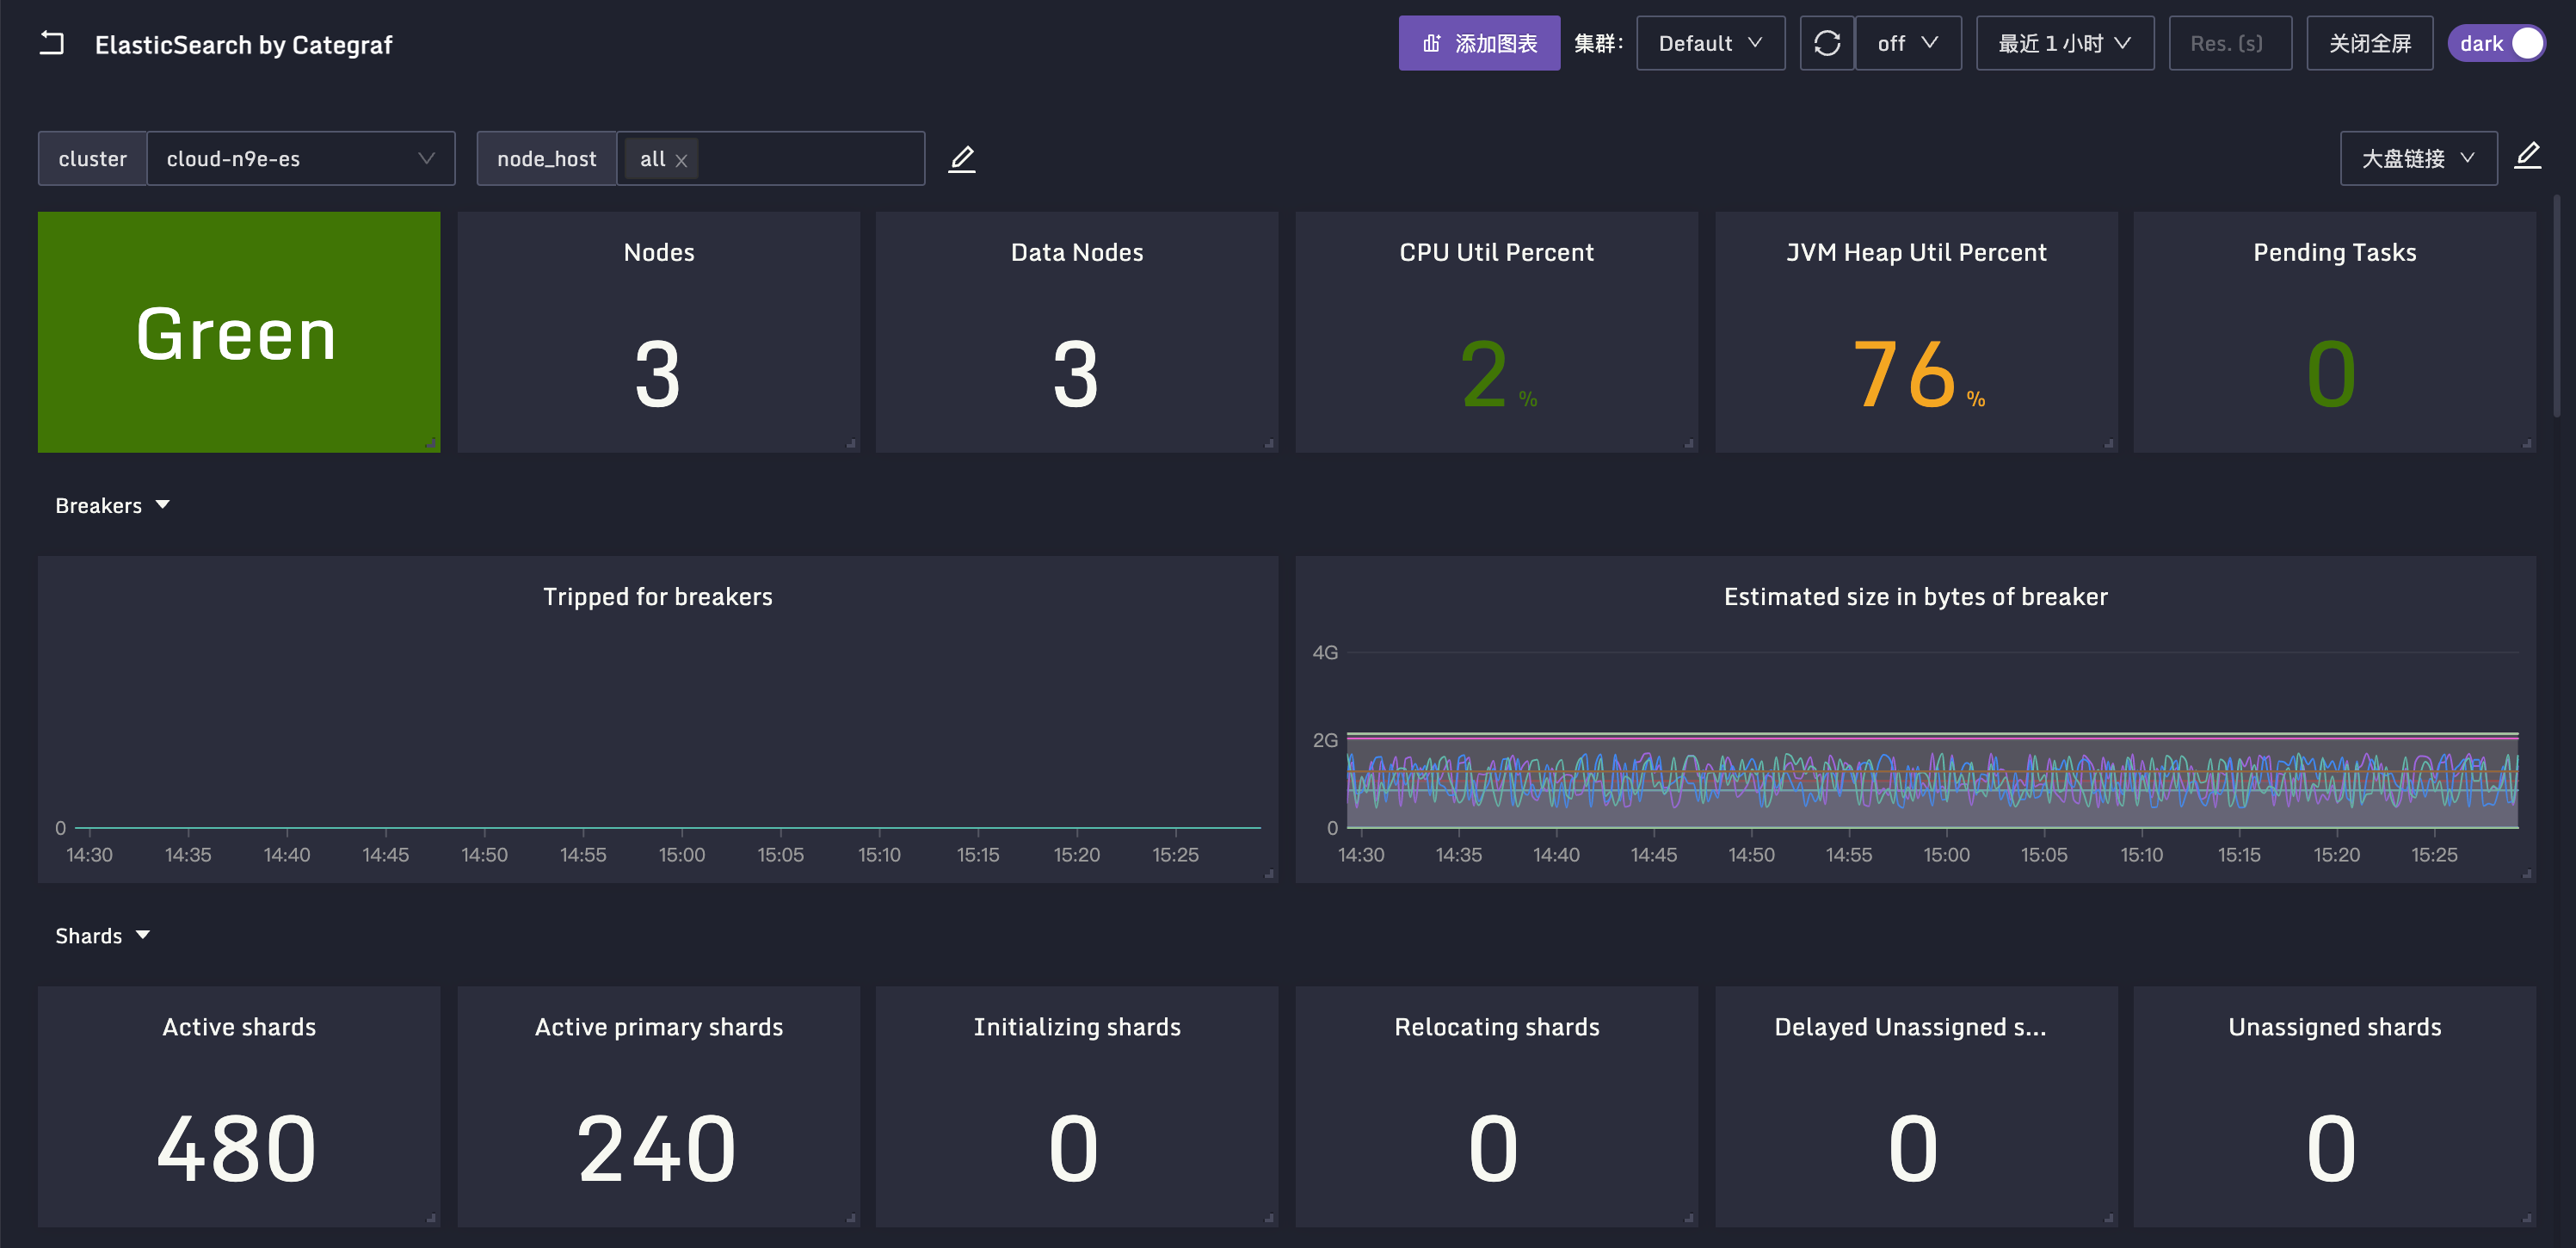 ElasticSearch by Categraf
添加图表 集群: Default off 最近 1 小时 Res. (s) 关闭全屏 dark
cluster cloud-n9e-es node_host all 大盘链接
Green
Nodes
3
Data Nodes
3
CPU Util Percent
2 %
JVM Heap Util Percent
76 %
Pending Tasks
0
Breakers
Tripped for breakers
0
14:30 14:35 14:40 14:45 14:50 14:55 15:00 15:05 15:10 15:15 15:20 15:25
Estimated size in bytes of breaker
4G
2G
0
14:30 14:35 14:40 14:45 14:50 14:55 15:00 15:05 15:10 15:15 15:20 15:25
Shards
Active shards
480
Active primary shards
240
Initializing shards
0
Relocating shards
0
Delayed Unassigned s...
0
Unassigned shards
0